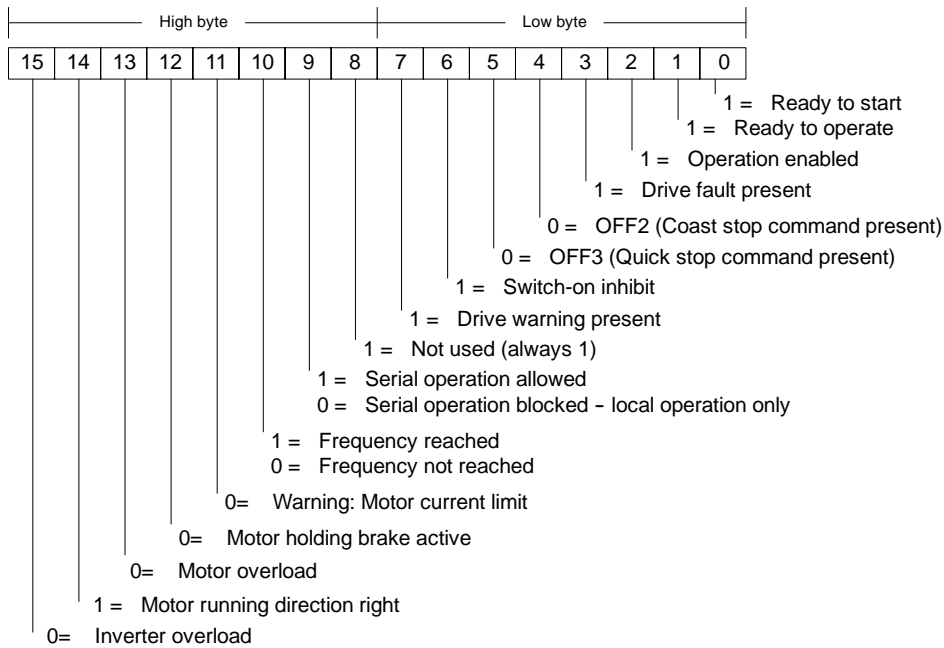 High byte Low byte
15 14 13 12 11 10 9 8 7 6 5 4 3 2 1 0
1 = Ready to start
1 = Ready to operate
1 = Operation enabled
1 = Drive fault present
0 = OFF2 (Coast stop command present)
0 = OFF3 (Quick stop command present)
1 = Switch-on inhibit
1 = Drive warning present
1 = Not used (always 1)
1 = Serial operation allowed
0 = Serial operation blocked – local operation only
1 = Frequency reached
0 = Frequency not reached
0= Warning: Motor current limit
0= Motor holding brake active
0= Motor overload
1 = Motor running direction right
0= Inverter overload